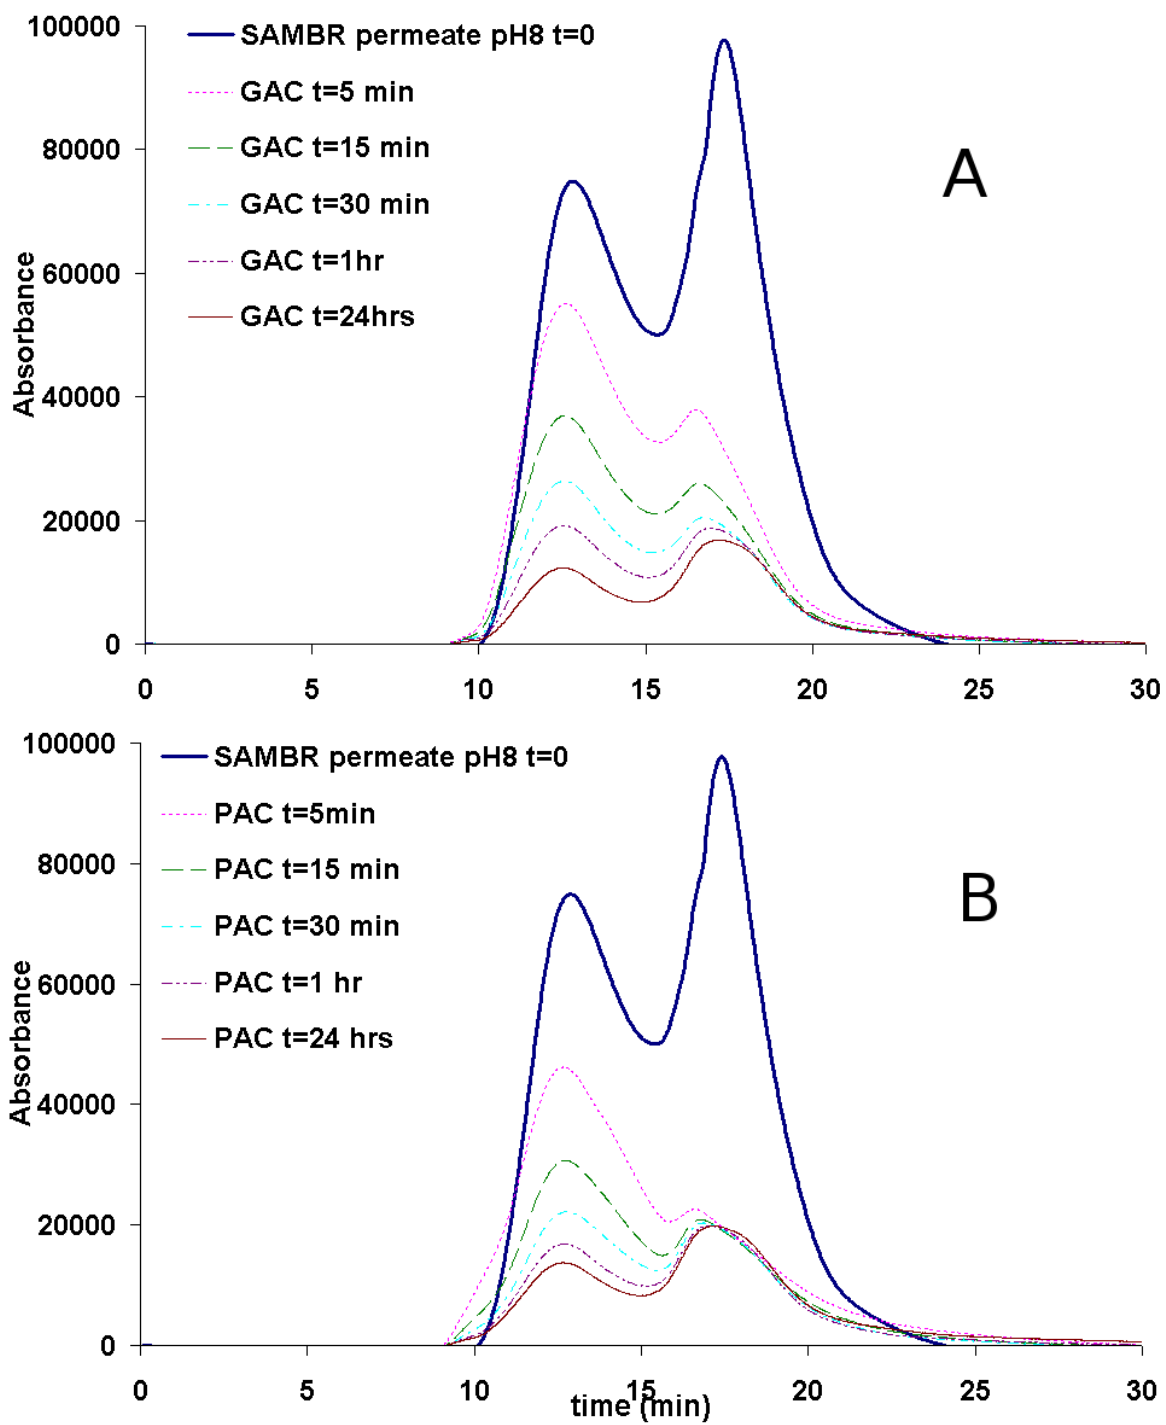 100000
SAMBR permeate pH8 t=0
GAC t=5 min
80000
GAC t=15 min
A
GAC t=30 min
60000
GAC t=1hr
GAC t=24hrs
Absorbance
40000
20000
0
0 5 10 15 20 25 30
100000
SAMBR permeate pH8 t=0
PAC t=5min
80000
PAC t=15 min
B
PAC t=30 min
60000
PAC t=1 hr
PAC t=24 hrs
Absorbance
40000
20000
0
0 5 10 15 20 25 30
time (min)